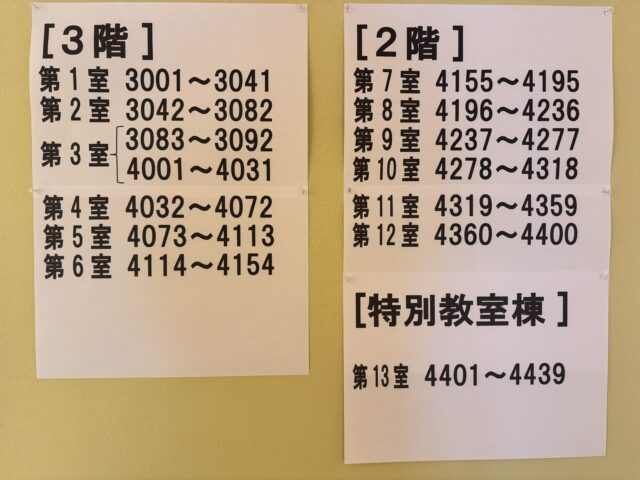 [３階]
第１室 3001～3041
第２室 3042～3082
第３室 3083～3092
4001～4031
第４室 4032～4072
第５室 4073～4113
第６室 4114～4154
[２階]
第７室 4155～4195
第８室 4196～4236
第９室 4237～4277
第10室 4278～4318
第11室 4319～4359
第12室 4360～4400
[特別教室棟]
第13室 4401～4439